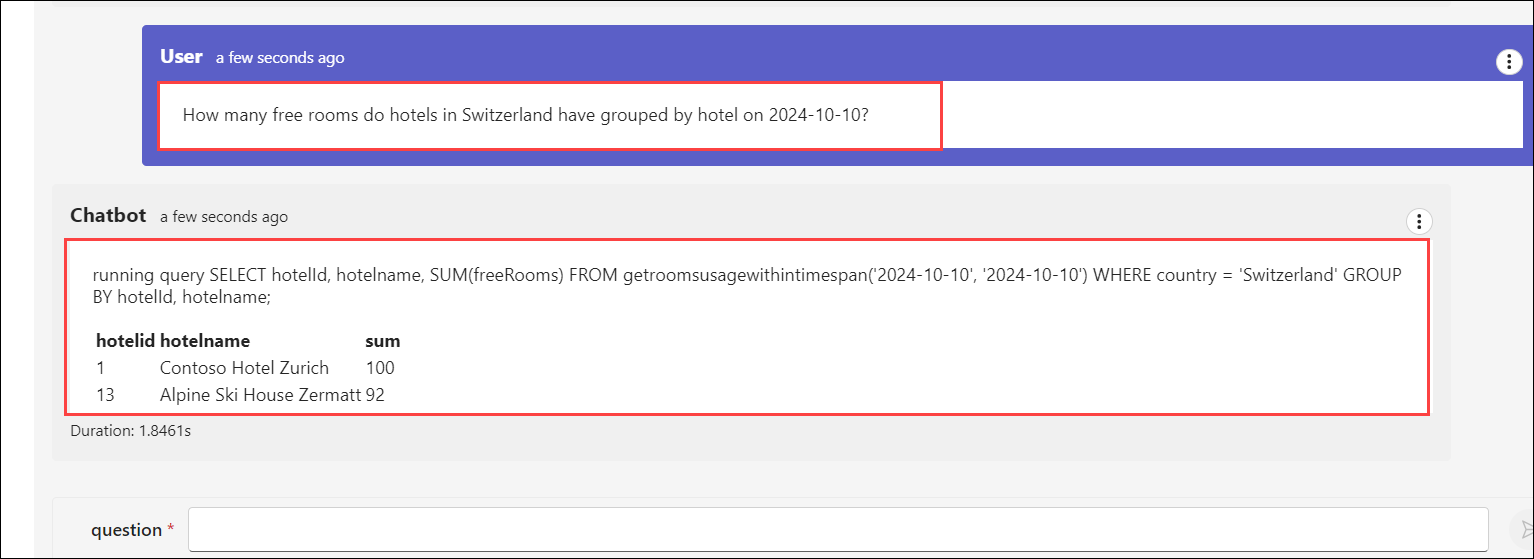 User a few seconds ago
How many free rooms do hotels in Switzerland have grouped by hotel on 2024-10-10?
Chatbot a few seconds ago
running query SELECT hotelId, hotelname, SUM(freeRooms) FROM getroomsusagewithintimespan('2024-10-10', '2024-10-10') WHERE country = 'Switzerland' GROUP
BY hotelId, hotelname;
hotelid hotelname sum
1 Contoso Hotel Zurich 100
13 Alpine Ski House Zermatt 92
Duration: 1.8461s
question *